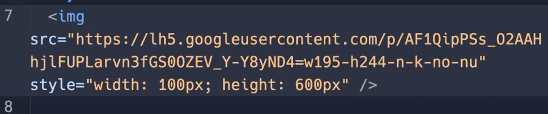 7 <img
src="https://lh5.googleusercontent.com/p/AF1QipPSs_O2AAH
hjlFUPLarvn3fGS0OZEV_Y-Y8yND4=w195-h244-n-k-no-nu"
style="width: 100px; height: 600px" />
8